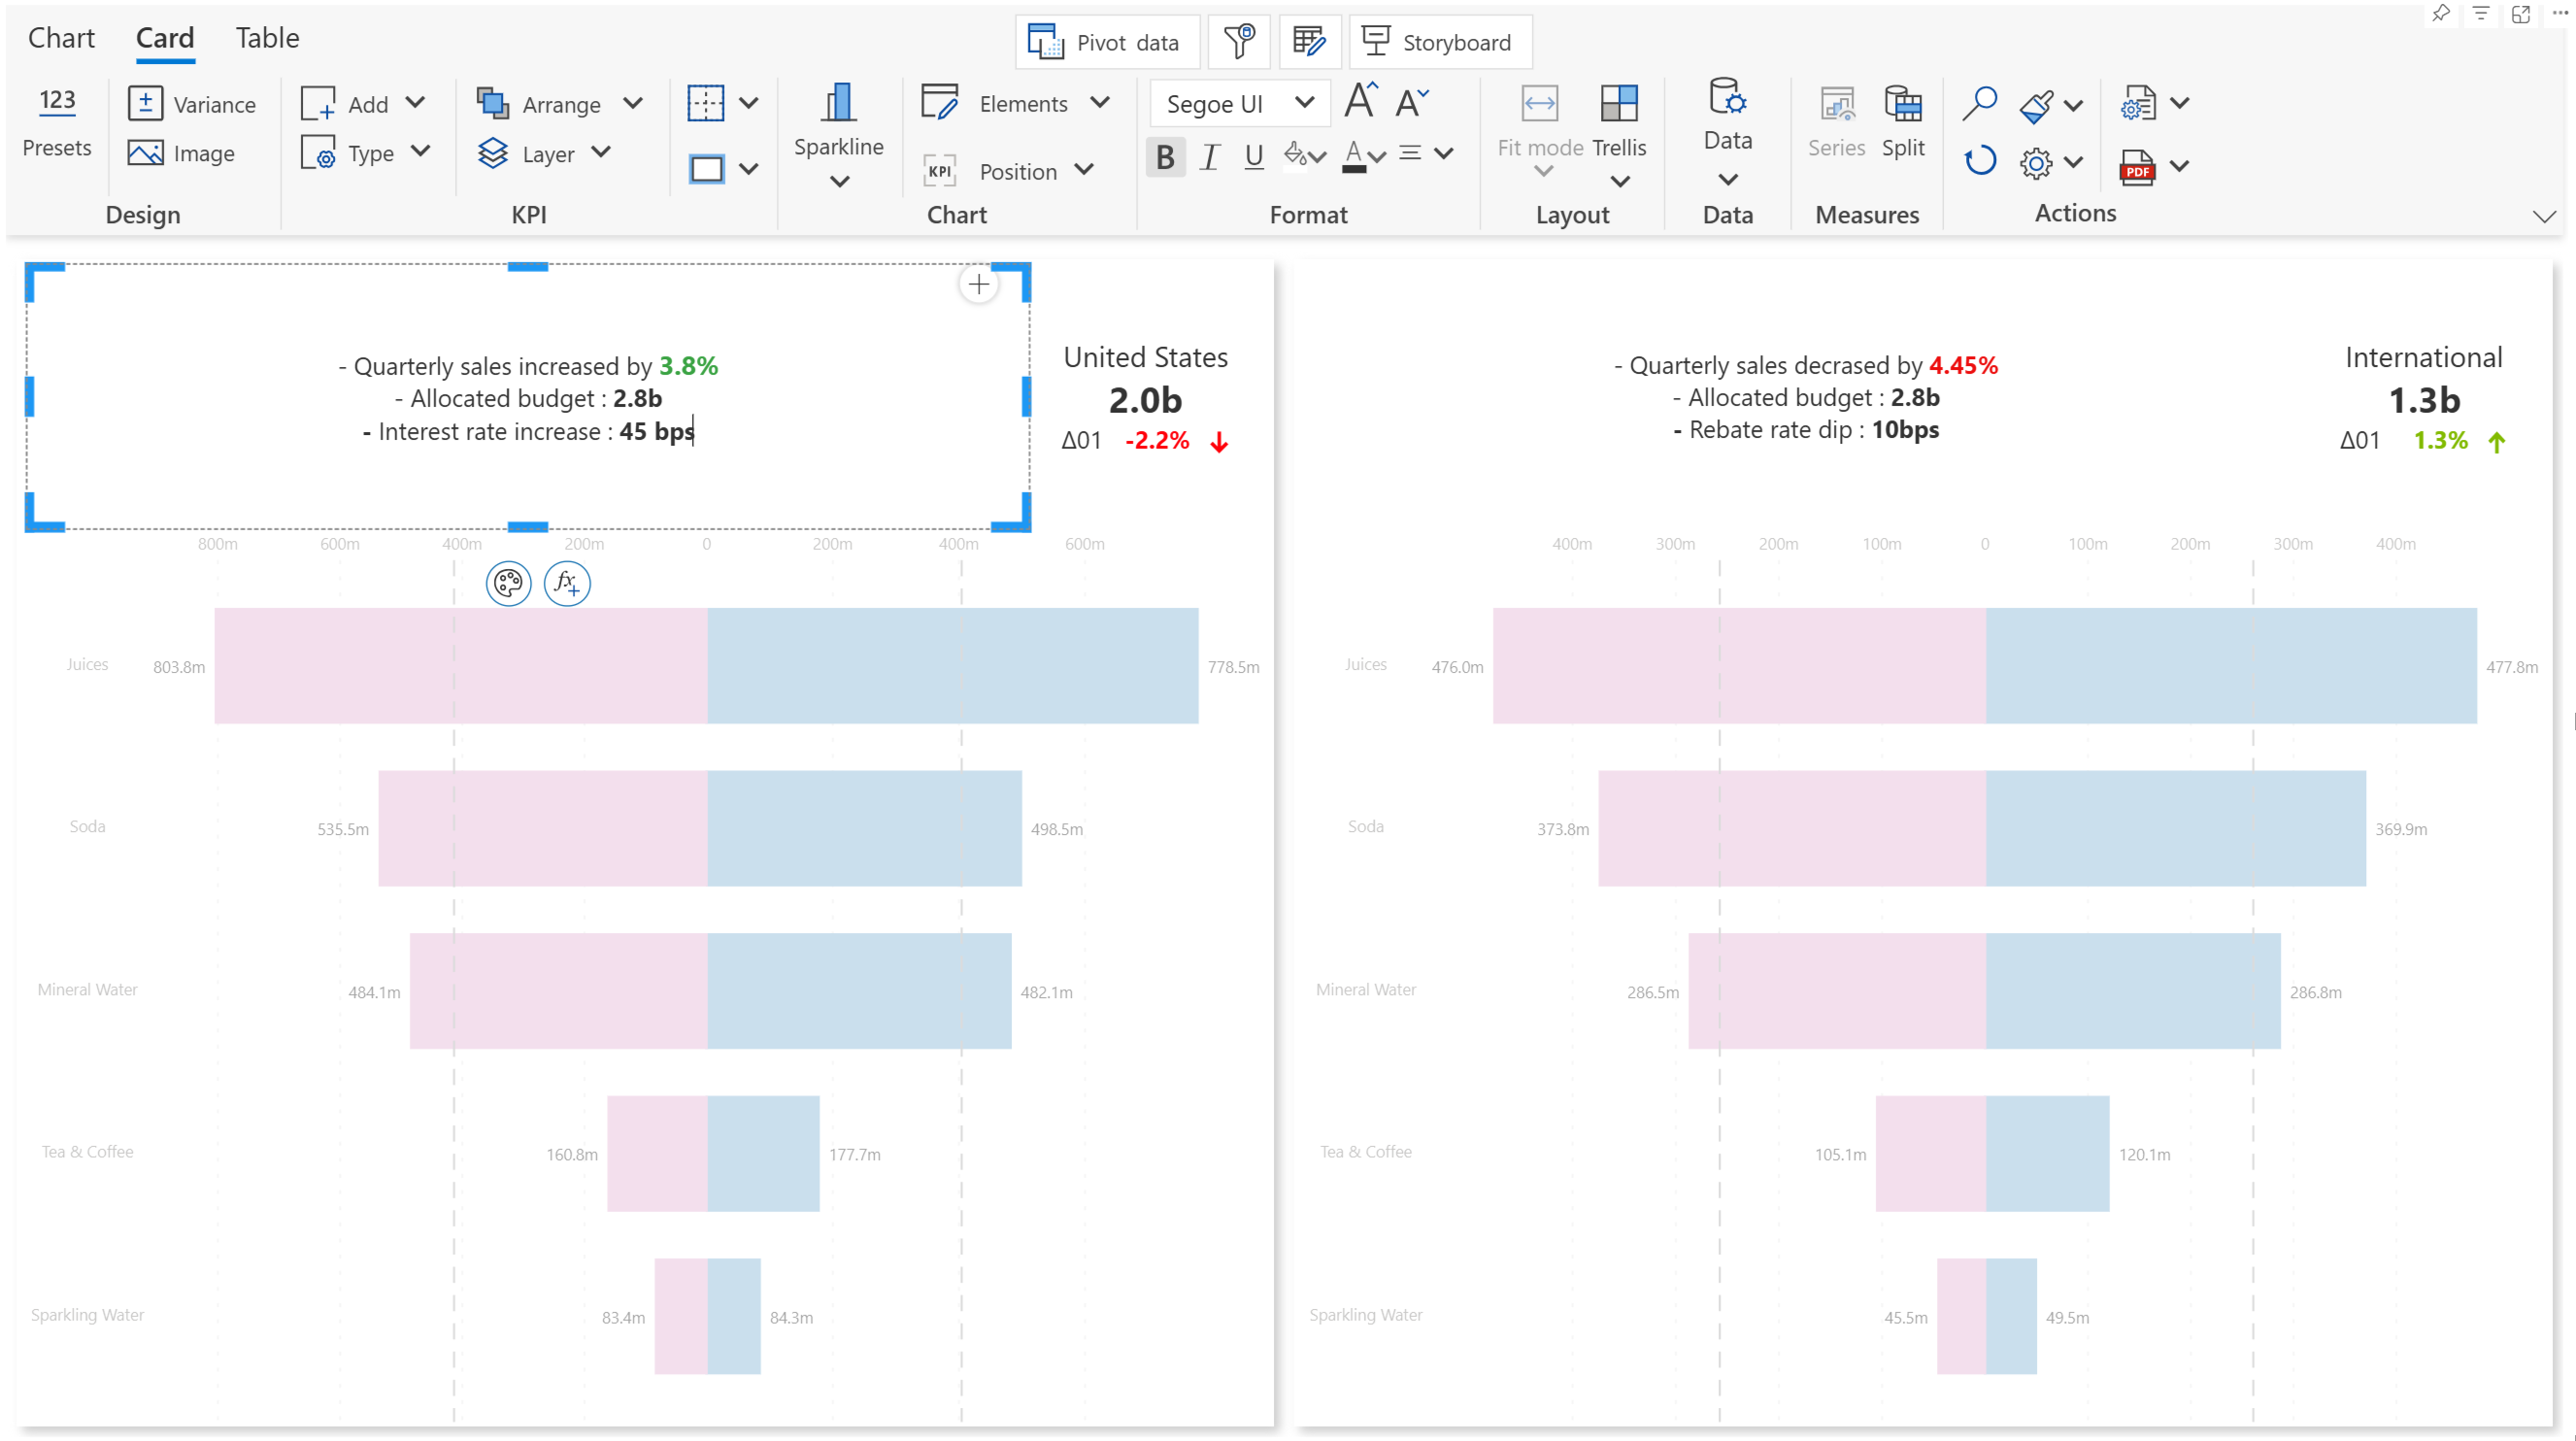 Chart Card Table
Pivot data Storyboard
123
Presets
Variance
Image
Design
Add
Type
Arrange
Layer
KPI
Sparkline
Elements
KPI Position
Chart
Segoe UI A A
B I U A
Format
Fit mode Trellis
Layout
Data
Data
Series Split
Measures
PDF
Actions
- Quarterly sales increased by 3.8%
- Allocated budget : 2.8b
- Interest rate increase : 45 bps
United States
2.0b
Δ01 -2.2%
800m 600m 400m 200m 0 200m 400m 600m
fx
Juices 803.8m 778.5m
Soda 535.5m 498.5m
Mineral Water 484.1m 482.1m
Tea & Coffee 160.8m 177.7m
Sparkling Water 83.4m 84.3m
- Quarterly sales decrased by 4.45%
- Allocated budget : 2.8b
- Rebate rate dip : 10bps
International
1.3b
Δ01 1.3%
400m 300m 200m 100m 0 100m 200m 300m 400m
Juices 476.0m 477.8m
Soda 373.8m 369.9m
Mineral Water 286.5m 286.8m
Tea & Coffee 105.1m 120.1m
Sparkling Water 45.5m 49.5m